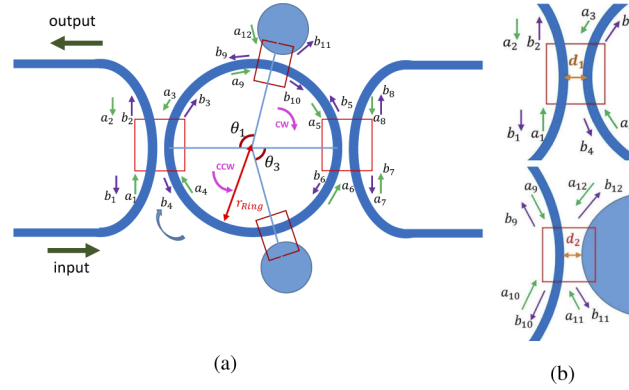 output
input
a₂
b₂
a₃
b₃
b₁
a₁
b₄
a₄
b₉
a₉
a₁₂
b₁₁
b₁₀
θ₁
θ₃
CW
CCW
r_Ring
a₅
b₅
b₆
a₆
a₈
b₈
b₇
a₇
(a)
a₂
b₂
a₃
b
d₁
b₁
a₁
b₄
a
a₉
a₁₂
b₁₂
b₉
d₂
a₁₀
b₁₀
a₁₁
b₁₁
(b)